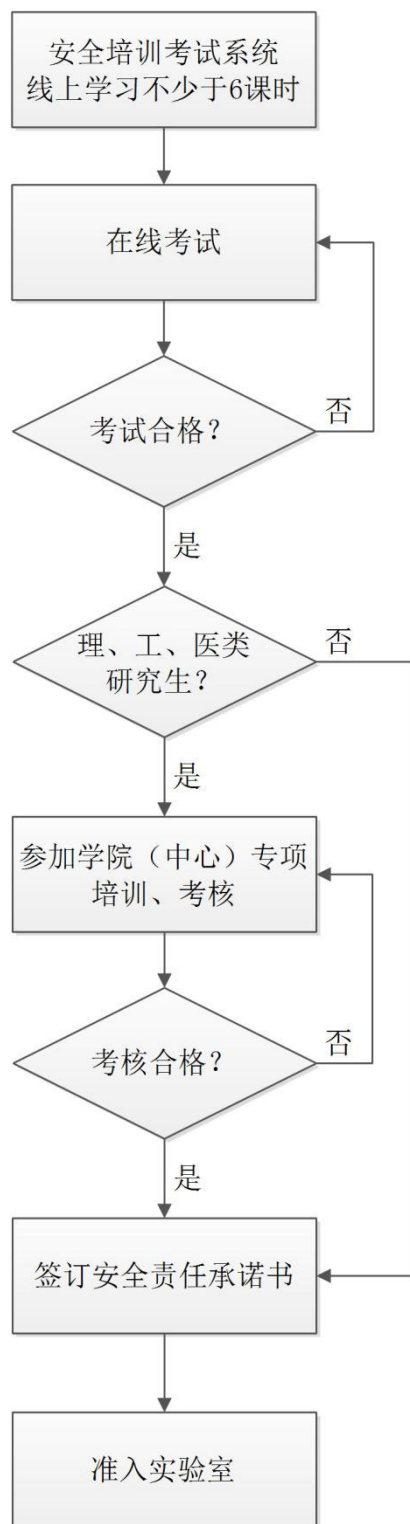 安全培训考试系统
线上学习不少于6课时
在线考试
考试合格？
否
是
理、工、医类
研究生？
否
是
参加学院（中心）专项
培训、考核
考核合格？
否
是
签订安全责任承诺书
准入实验室